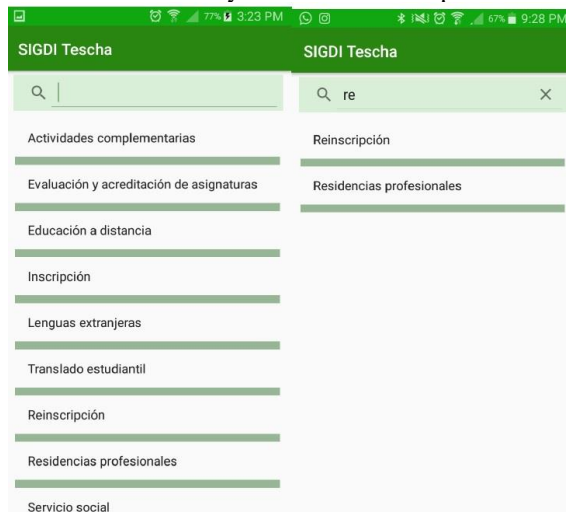 77% 3:23 PM
SIGDI Tescha
Actividades complementarias
Evaluación y acreditación de asignaturas
Educación a distancia
Inscripción
Lenguas extranjeras
Translado estudiantil
Reinscripción
Residencias profesionales
Servicio social
67% 9:28 PM
SIGDI Tescha
re
Reinscripción
Residencias profesionales